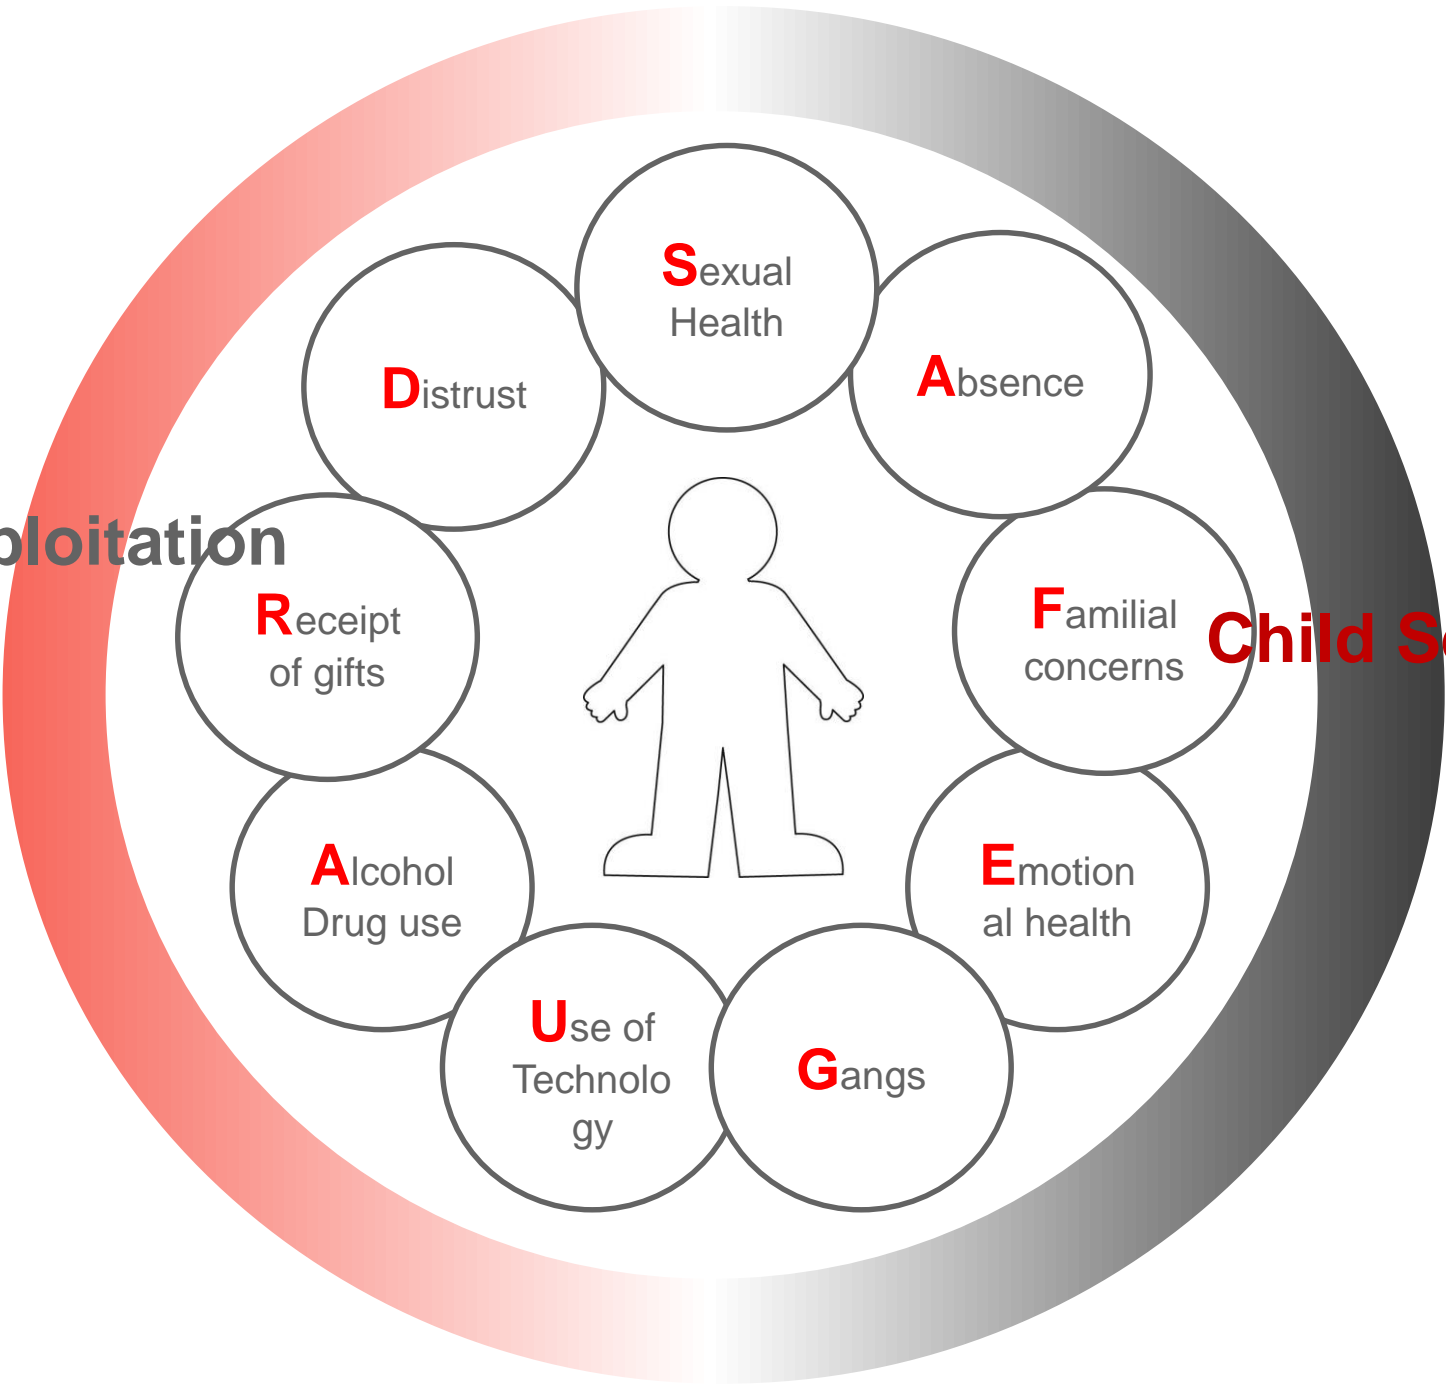 Sexual
Health
Absence
Familial
concerns
Child S
Emotion
al health
Gangs
Use of
Technolo
gy
Alcohol
Drug use
Receipt
of gifts
ploitation
Distrust